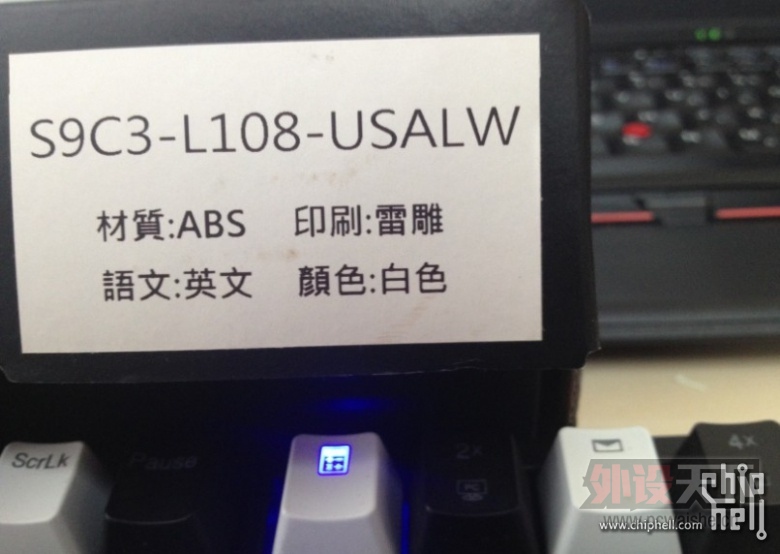 S9C3-L108-USALW
材質:ABS 印刷:雷雕
語文:英文 顏色:白色
ScrLk Pause 2x 4x
外设天
chip
hell
www.chiphell.com